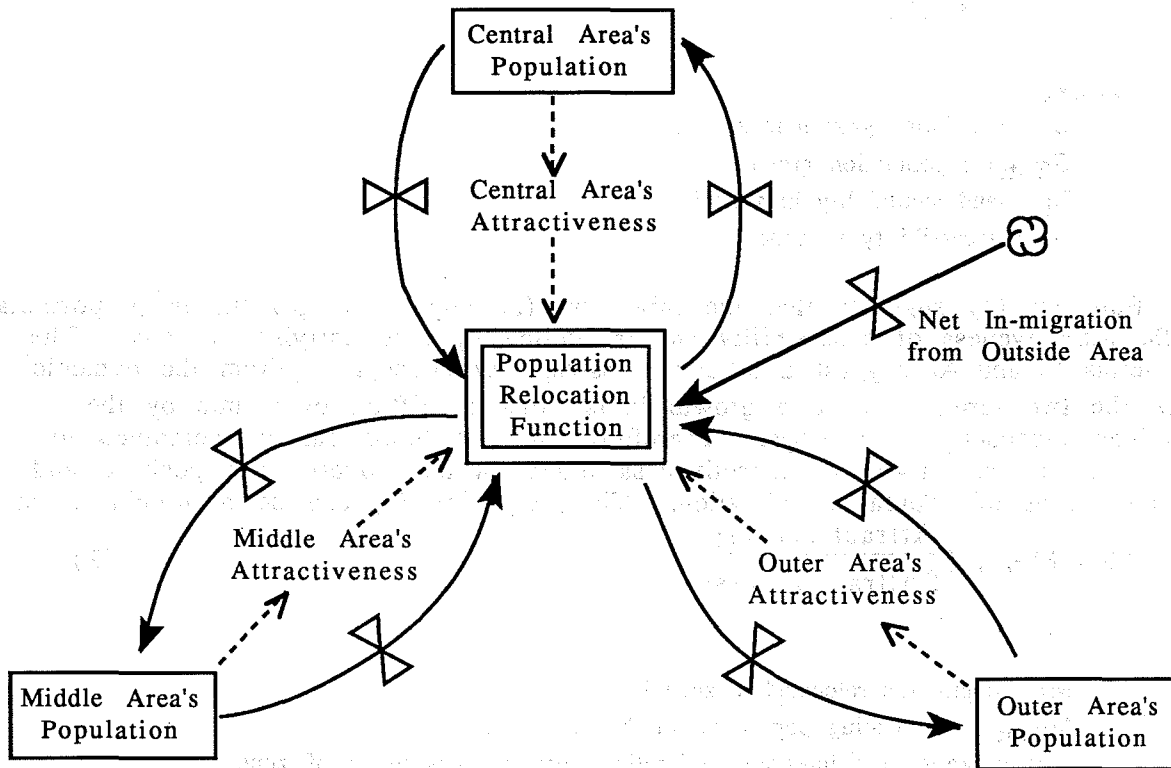 Central Area's
Population
Central Area's
Attractiveness
Net In-migration
from Outside Area
Population
Relocation
Function
Middle Area's
Attractiveness
Outer Area's
Attractiveness
Middle Area's
Population
Outer Area's
Population